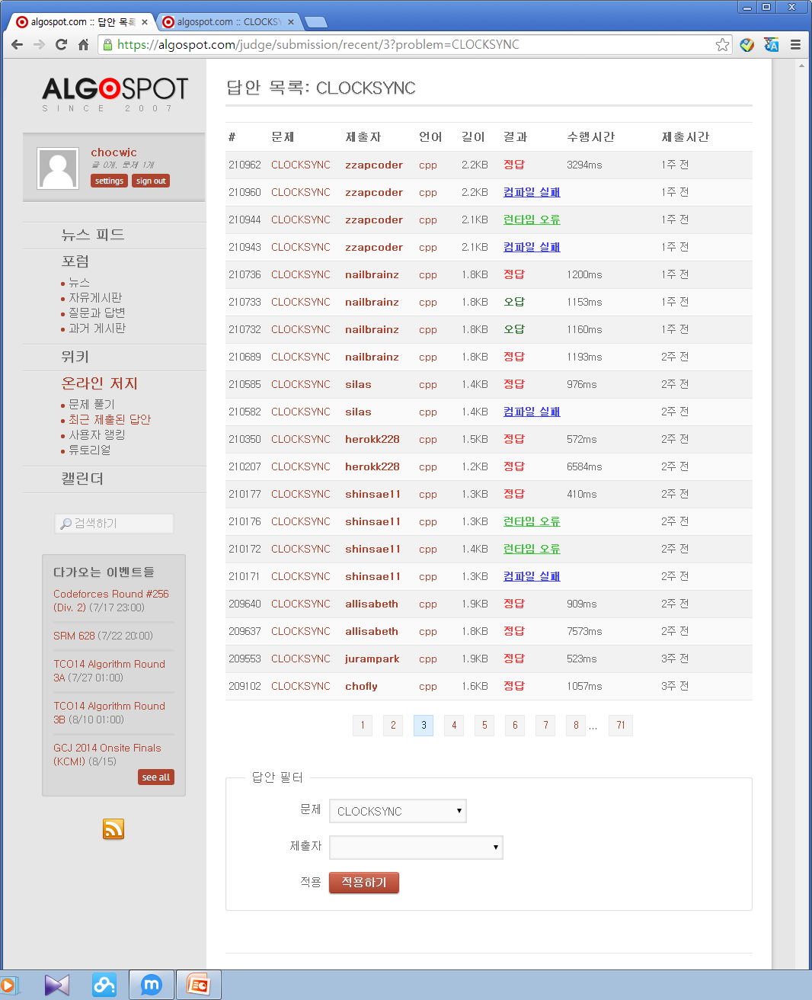 algospot.com :: 답안 목록
algospot.com :: CLOCKSY
https://algospot.com/judge/submission/recent/3?problem=CLOCKSYNC
ALGOSPOT
SINCE 2007
chocwjc
글 0개, 문제 1개
settings sign out
뉴스 피드
포럼
뉴스
자유게시판
질문과 답변
과거 게시판
위키
온라인 저지
문제 풀기
최근 제출된 답안
사용자 랭킹
튜토리얼
캘린더
검색하기
다가오는 이벤트들
Codeforces Round #256
(Div. 2) (7/17 23:00)
SRM 628 (7/22 20:00)
TCO14 Algorithm Round
3A (7/27 01:00)
TCO14 Algorithm Round
3B (8/10 01:00)
GCJ 2014 Onsite Finals
(KCM!) (8/15)
see all
답안 목록: CLOCKSYNC
# 문제 제출자 언어 길이 결과 수행시간 제출시간
210962 CLOCKSYNC zzapcoder cpp 2.2KB 정답 3294ms 1주 전
210960 CLOCKSYNC zzapcoder cpp 2.2KB 컴파일 실패 1주 전
210944 CLOCKSYNC zzapcoder cpp 2.1KB 런타임 오류 1주 전
210943 CLOCKSYNC zzapcoder cpp 2.1KB 컴파일 실패 1주 전
210736 CLOCKSYNC nailbrainz cpp 1.8KB 정답 1200ms 1주 전
210733 CLOCKSYNC nailbrainz cpp 1.8KB 오답 1153ms 1주 전
210732 CLOCKSYNC nailbrainz cpp 1.8KB 오답 1160ms 1주 전
210689 CLOCKSYNC nailbrainz cpp 1.8KB 정답 1193ms 2주 전
210585 CLOCKSYNC silas cpp 1.4KB 정답 976ms 2주 전
210582 CLOCKSYNC silas cpp 1.4KB 컴파일 실패 2주 전
210350 CLOCKSYNC herokk228 cpp 1.5KB 정답 572ms 2주 전
210207 CLOCKSYNC herokk228 cpp 1.2KB 정답 6584ms 2주 전
210177 CLOCKSYNC shinsae11 cpp 1.3KB 정답 410ms 2주 전
210176 CLOCKSYNC shinsae11 cpp 1.3KB 런타임 오류 2주 전
210172 CLOCKSYNC shinsae11 cpp 1.4KB 런타임 오류 2주 전
210171 CLOCKSYNC shinsae11 cpp 1.3KB 컴파일 실패 2주 전
209640 CLOCKSYNC allisabeth cpp 1.9KB 정답 909ms 2주 전
209637 CLOCKSYNC allisabeth cpp 1.8KB 정답 7573ms 2주 전
209553 CLOCKSYNC jurampark cpp 1.9KB 정답 523ms 3주 전
209102 CLOCKSYNC chofly cpp 1.6KB 정답 1057ms 3주 전
1 2 3 4 5 6 7 8 ... 71
답안 필터
문제 CLOCKSYNC
제출자
적용 적용하기